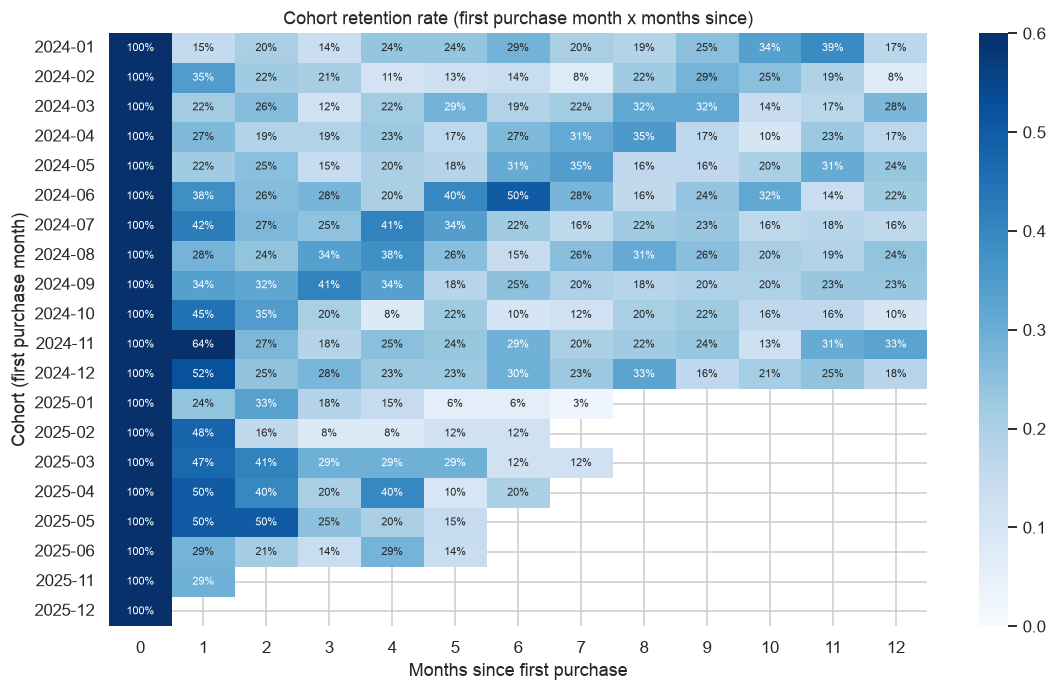 Cohort retention rate (first purchase month x months since)
2024-01 100% 15% 20% 14% 24% 24% 29% 20% 19% 25% 34% 39% 17%
2024-02 100% 35% 22% 21% 11% 13% 14% 8% 22% 29% 25% 19% 8%
2024-03 100% 22% 26% 12% 22% 29% 19% 22% 32% 32% 14% 17% 28%
2024-04 100% 27% 19% 19% 23% 17% 27% 31% 35% 17% 10% 23% 17%
2024-05 100% 22% 25% 15% 20% 18% 31% 35% 16% 16% 20% 31% 24%
2024-06 100% 38% 26% 28% 20% 40% 50% 28% 16% 24% 32% 14% 22%
2024-07 100% 42% 27% 25% 41% 34% 22% 16% 22% 23% 16% 18% 16%
2024-08 100% 28% 24% 34% 38% 26% 15% 26% 31% 26% 20% 19% 24%
2024-09 100% 34% 32% 41% 34% 18% 25% 20% 18% 20% 20% 23% 23%
2024-10 100% 45% 35% 20% 8% 22% 10% 12% 20% 22% 16% 16% 10%
2024-11 100% 64% 27% 18% 25% 24% 29% 20% 22% 24% 13% 31% 33%
2024-12 100% 52% 25% 28% 23% 23% 30% 23% 33% 16% 21% 25% 18%
2025-01 100% 24% 33% 18% 15% 6% 6% 3%
2025-02 100% 48% 16% 8% 8% 12% 12%
2025-03 100% 47% 41% 29% 29% 29% 12% 12%
2025-04 100% 50% 40% 20% 40% 10% 20%
2025-05 100% 50% 50% 25% 20% 15%
2025-06 100% 29% 21% 14% 29% 14%
2025-11 100% 29%
2025-12 100%
0 1 2 3 4 5 6 7 8 9 10 11 12
Months since first purchase
Cohort (first purchase month)
0.6
0.5
0.4
0.3
0.2
0.1
0.0